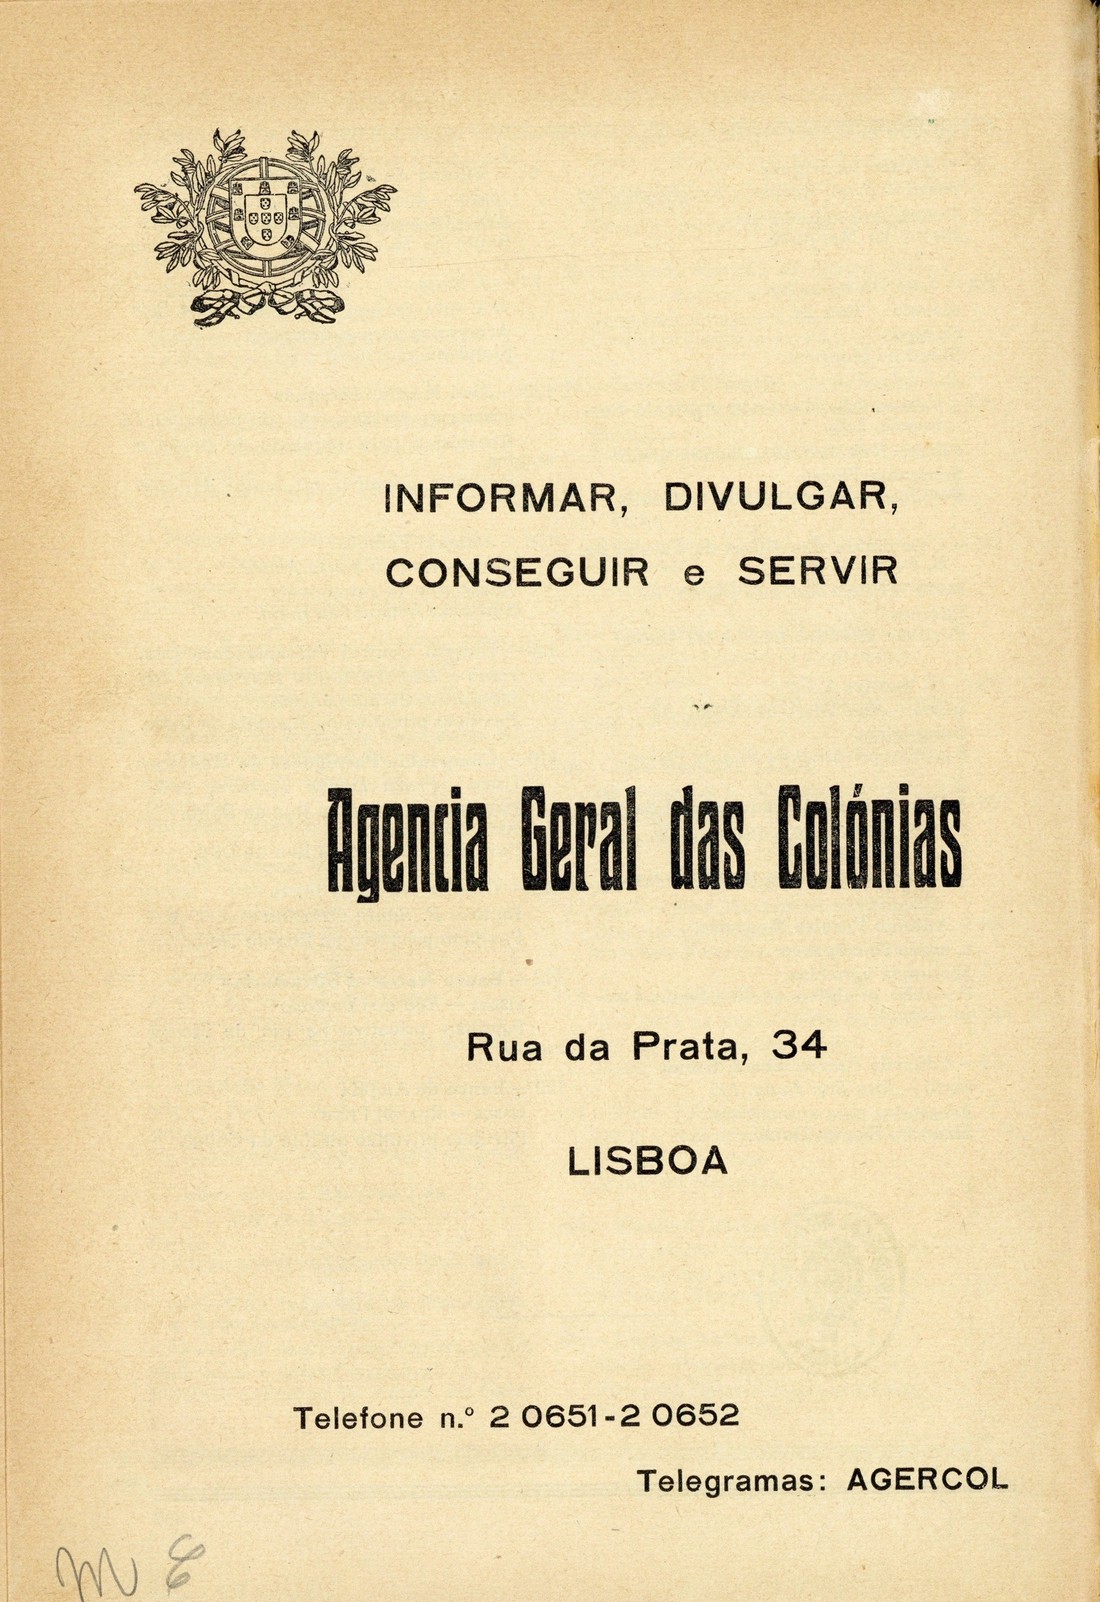 INFORMAR, DIVULGAR,
CONSEGUIR e SERVIR
Agencia Geral das Colónias
Rua da Prata, 34
LISBOA
Telefone n.º 2 0651-2 0652
Telegramas: AGERCOL